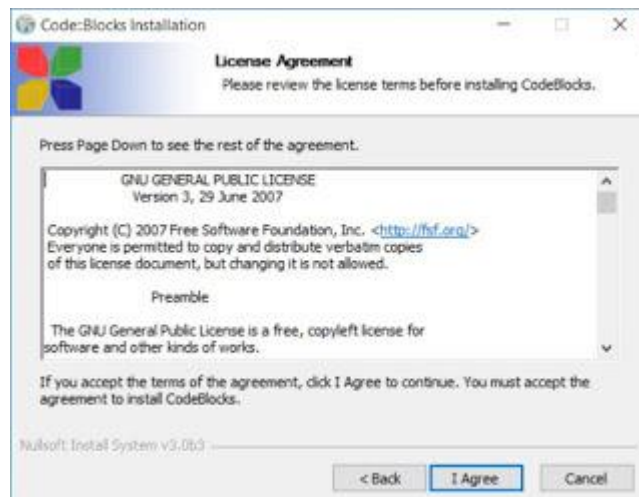 Code::Blocks Installation
License Agreement
Please review the license terms before installing CodeBlocks.
Press Page Down to see the rest of the agreement.
GNU GENERAL PUBLIC LICENSE
Version 3, 29 June 2007
Copyright (C) 2007 Free Software Foundation, Inc. <http://fsf.org/>
Everyone is permitted to copy and distribute verbatim copies
of this license document, but changing it is not allowed.
Preamble
The GNU General Public License is a free, copyleft license for
software and other kinds of works.
If you accept the terms of the agreement, click I Agree to continue. You must accept the
agreement to install CodeBlocks.
Nullsoft Install System v3.0b3
< Back
I Agree
Cancel